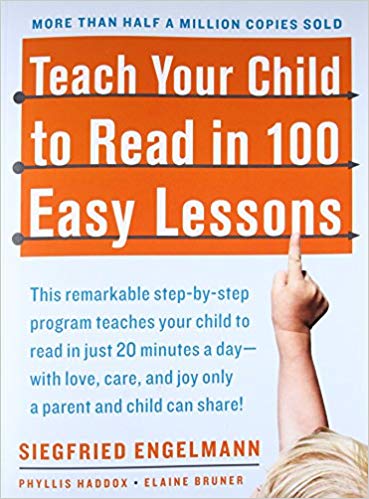 MORE THAN HALF A MILLION COPIES SOLD
Teach Your Child
to Read in 100
Easy Lessons
This remarkable step-by-step
program teaches your child to
read in just 20 minutes a day—
with love, care, and joy only
a parent and child can share!
SIEGFRIED ENGELMANN
PHYLLIS HADDOX • ELAINE BRUNER